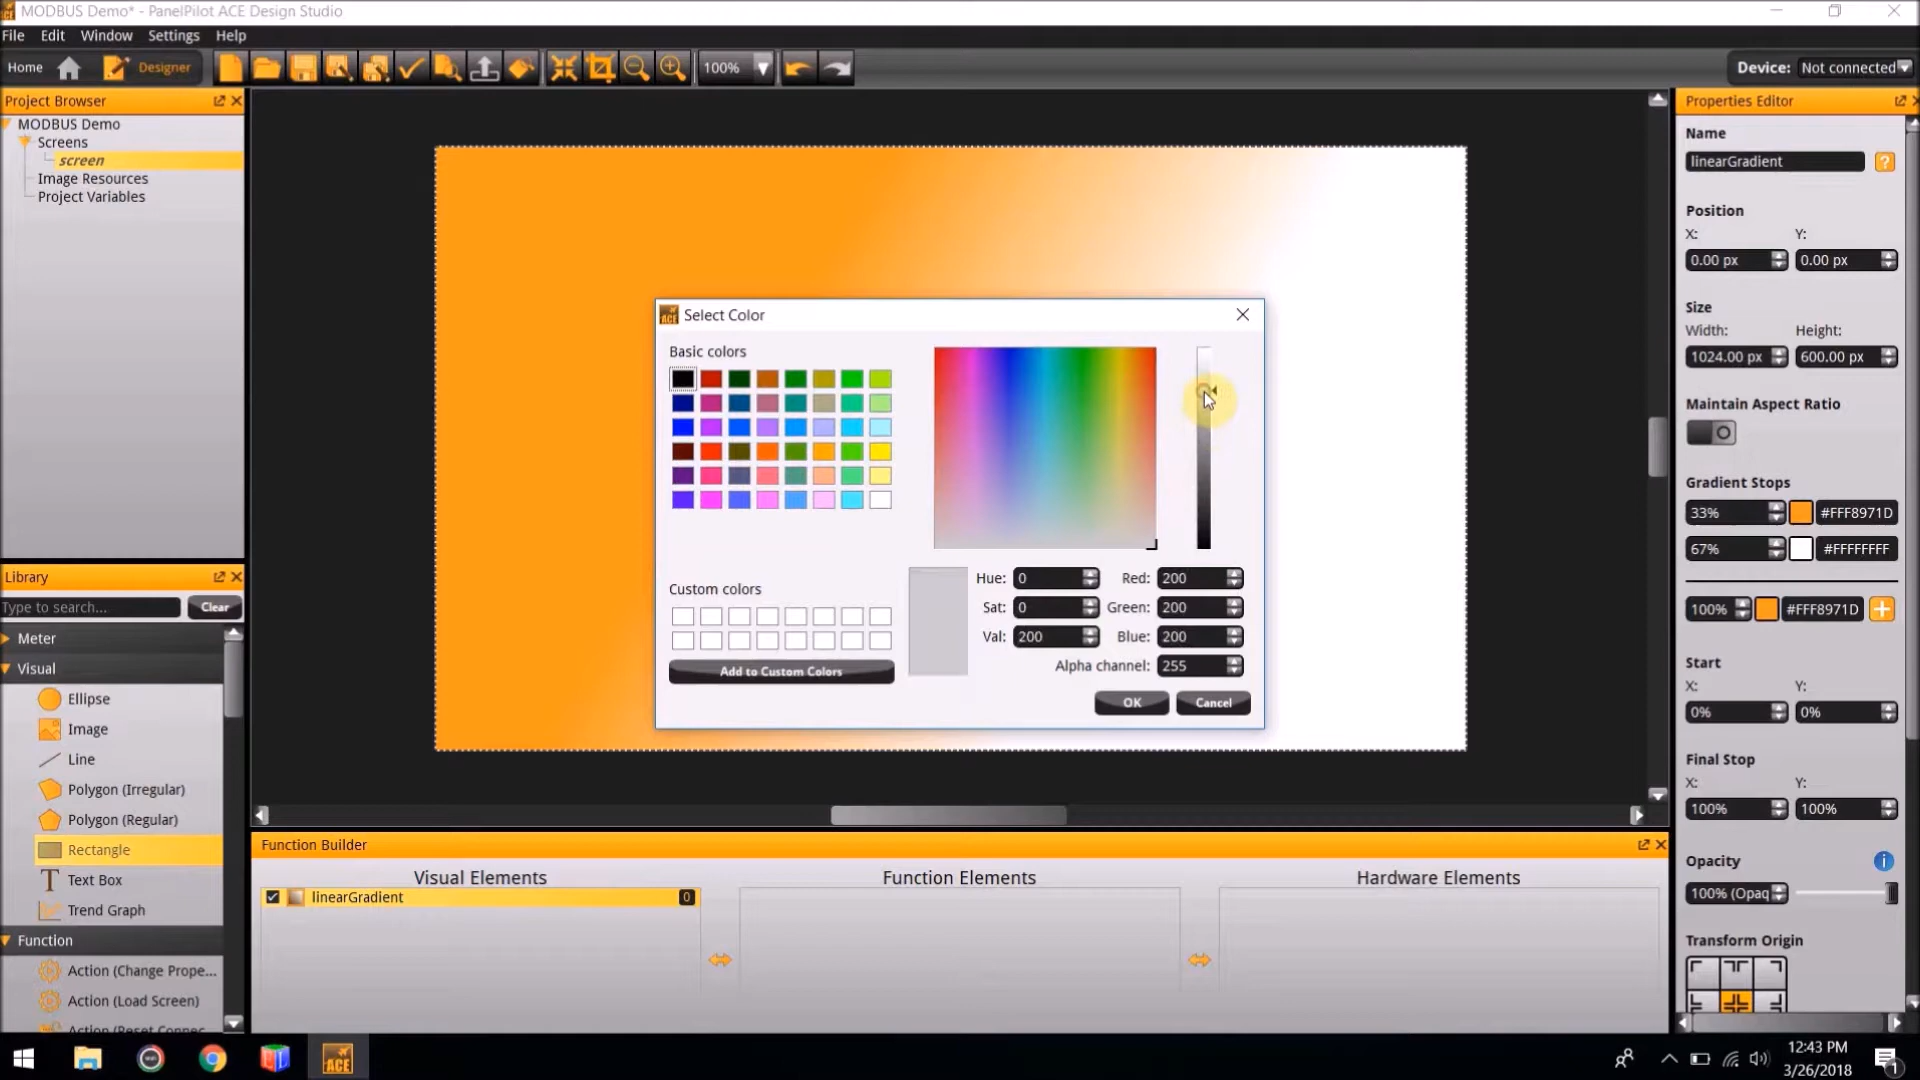 MODBUS Demo* - PanelPilot ACE Design Studio
File Edit Window Settings Help
Home Designer 100% Device: Not connected
Project Browser
MODBUS Demo
Screens
screen
Image Resources
Project Variables
Library
Type to search... Clear
Meter
Visual
Ellipse
Image
Line
Polygon (Irregular)
Polygon (Regular)
Rectangle
Text Box
Trend Graph
Function
Action (Change Prope...
Action (Load Screen)
Action (Reset Connec...
Select Color
Basic colors
Custom colors
Add to Custom Colors
Hue: 0 Red: 200
Sat: 0 Green: 200
Val: 200 Blue: 200
Alpha channel: 255
OK Cancel
Function Builder
Visual Elements Function Elements Hardware Elements
linearGradient 0
Properties Editor
Name
linearGradient ?
Position
X: Y:
0.00 px 0.00 px
Size
Width: Height:
1024.00 px 600.00 px
Maintain Aspect Ratio
Gradient Stops
33% #FFF8971D
67% #FFFFFFFF
100% #FFF8971D
Start
X: Y:
0% 0%
Final Stop
X: Y:
100% 100%
Opacity i
100% (Opaq
Transform Origin
ACE
12:43 PM
3/26/2018
1